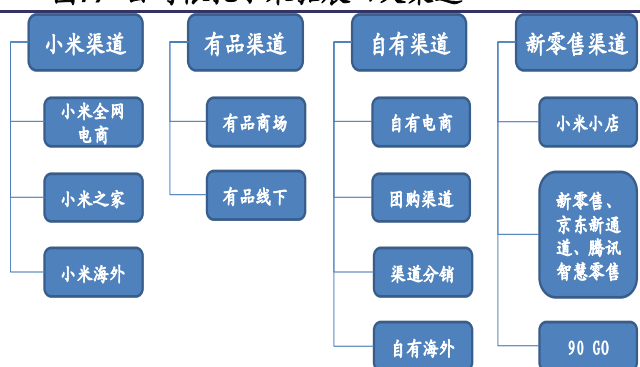 小米渠道
有品渠道
自有渠道
新零售渠道
小米全网
电商
有品商场
自有电商
小米小店
小米之家
有品线下
团购渠道
新零售、
京东新通
道、腾讯
智慧零售
小米海外
渠道分销
自有海外
90 GO